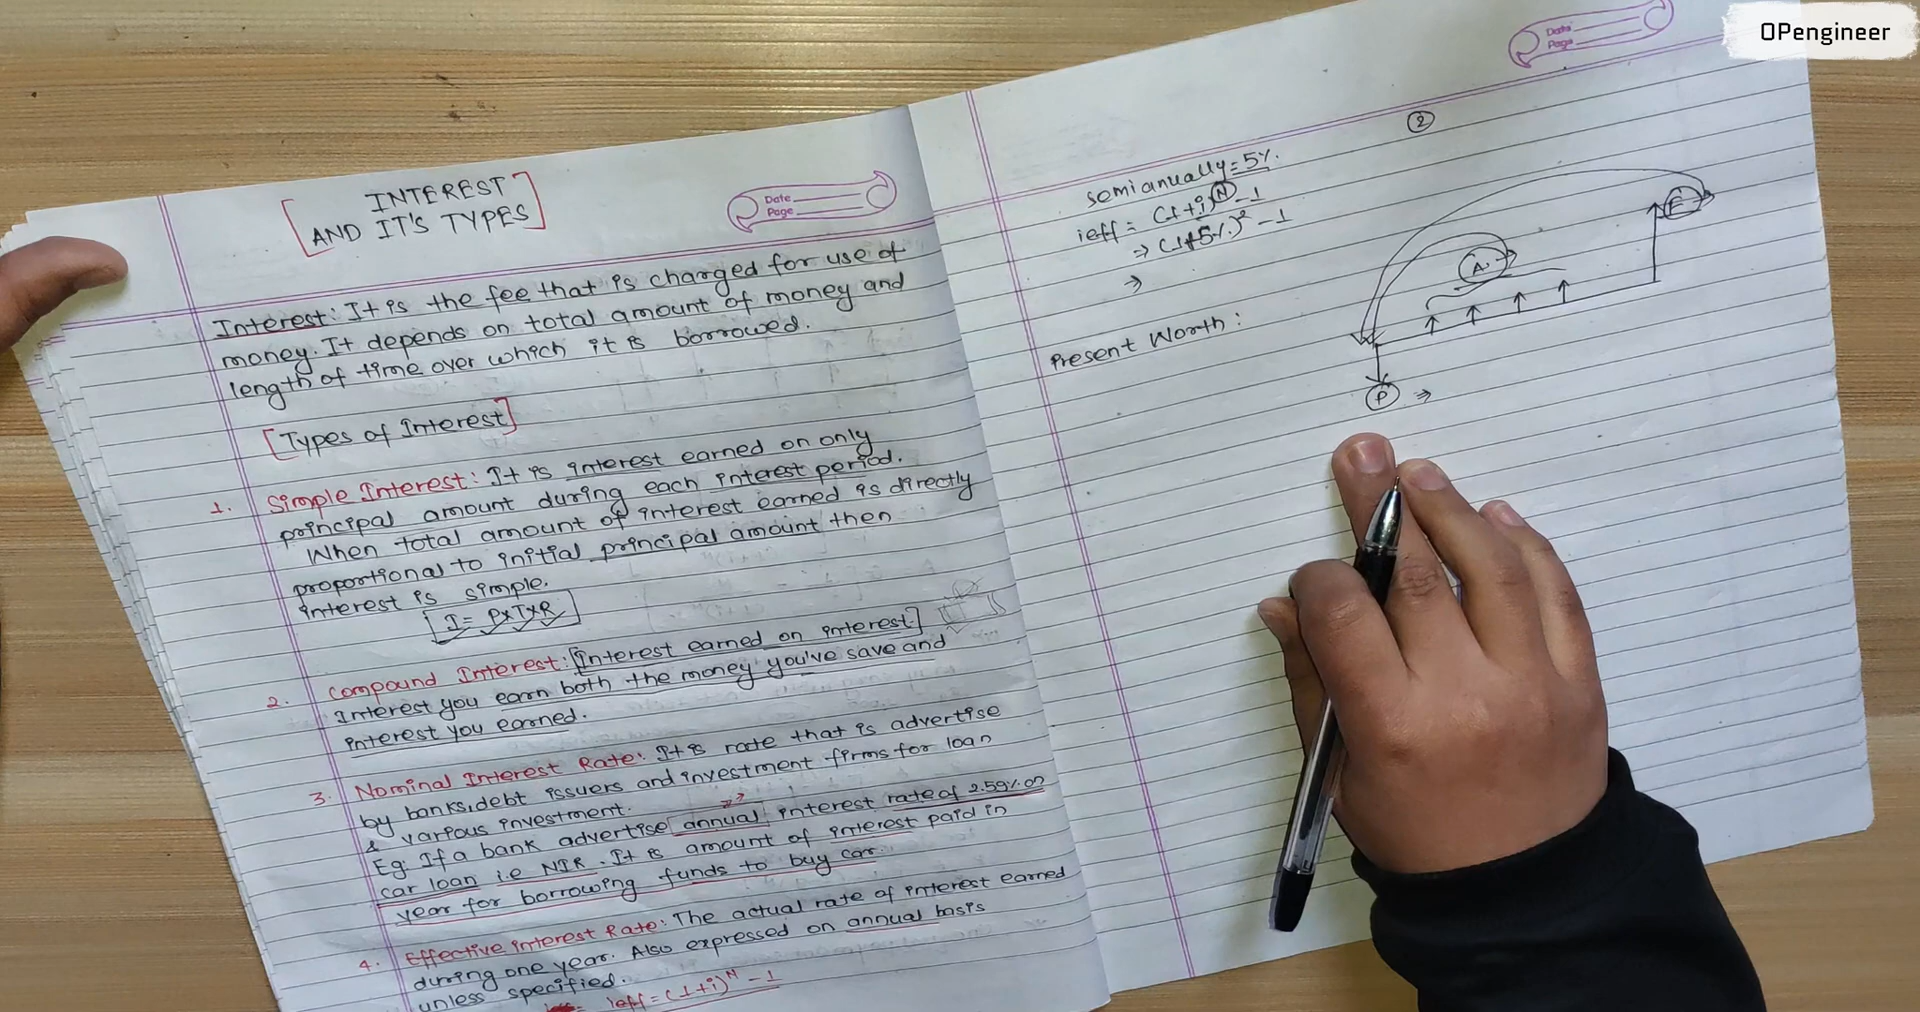 OPengineer
INTEREST
AND IT'S TYPES
Date
Page
Interest: It is the fee that is charged for use of
money. It depends on total amount of money and
length of time over which it is borrowed.
[Types of Interest]
1. Simple Interest: It is interest earned on only
principal amount during each interest period.
When total amount of interest earned is directly
proportional to initial principal amount then
interest is simple.
I = P×T×R
2. Compound Interest: [Interest earned on interest]
Interest you earn both the money you've save and
interest you earned.
3. Nominal Interest Rate: It is rate that is advertise
by banks, debt issuers and investment firms for loan
& various investment.
Eg: If a bank advertise annual interest rate of 2.59% on
car loan i.e NIR. It is amount of interest paid in
year for borrowing funds to buy car.
4. Effective interest Rate: The actual rate of interest earned
during one year. Also expressed on annual basis
unless specified.
ieff = (1+i)^N - 1
Date
Page
2
semianually = 5%.
ieff = (1+i)^N - 1
⇒ (1+5%)^2 - 1
⇒
Present Worth:
A
F
P ⇒